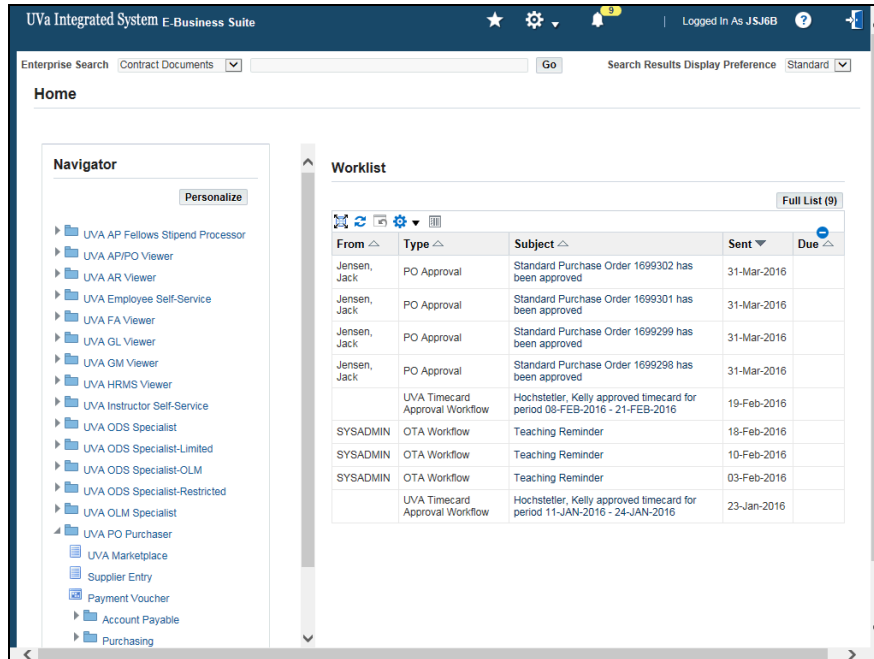 UVa Integrated System E-Business Suite
9
Logged In As JSJ6B
?
Enterprise Search Contract Documents Go Search Results Display Preference Standard
Home
Navigator
Personalize
UVA AP Fellows Stipend Processor
UVA AP/PO Viewer
UVA AR Viewer
UVA Employee Self-Service
UVA FA Viewer
UVA GL Viewer
UVA GM Viewer
UVA HRMS Viewer
UVA Instructor Self-Service
UVA ODS Specialist
UVA ODS Specialist-Limited
UVA ODS Specialist-OLM
UVA ODS Specialist-Restricted
UVA OLM Specialist
UVA PO Purchaser
UVA Marketplace
Supplier Entry
Payment Voucher
Account Payable
Purchasing
Worklist
Full List (9)
From Type Subject Sent Due
Jensen, Jack PO Approval Standard Purchase Order 1699302 has
been approved 31-Mar-2016
Jensen, Jack PO Approval Standard Purchase Order 1699301 has
been approved 31-Mar-2016
Jensen, Jack PO Approval Standard Purchase Order 1699299 has
been approved 31-Mar-2016
Jensen, Jack PO Approval Standard Purchase Order 1699298 has
been approved 31-Mar-2016
UVA Timecard Approval Workflow Hochstetler, Kelly approved timecard for
period 08-FEB-2016 - 21-FEB-2016 19-Feb-2016
SYSADMIN OTA Workflow Teaching Reminder 18-Feb-2016
SYSADMIN OTA Workflow Teaching Reminder 10-Feb-2016
SYSADMIN OTA Workflow Teaching Reminder 03-Feb-2016
UVA Timecard Approval Workflow Hochstetler, Kelly approved timecard for
period 11-JAN-2016 - 24-JAN-2016 23-Jan-2016